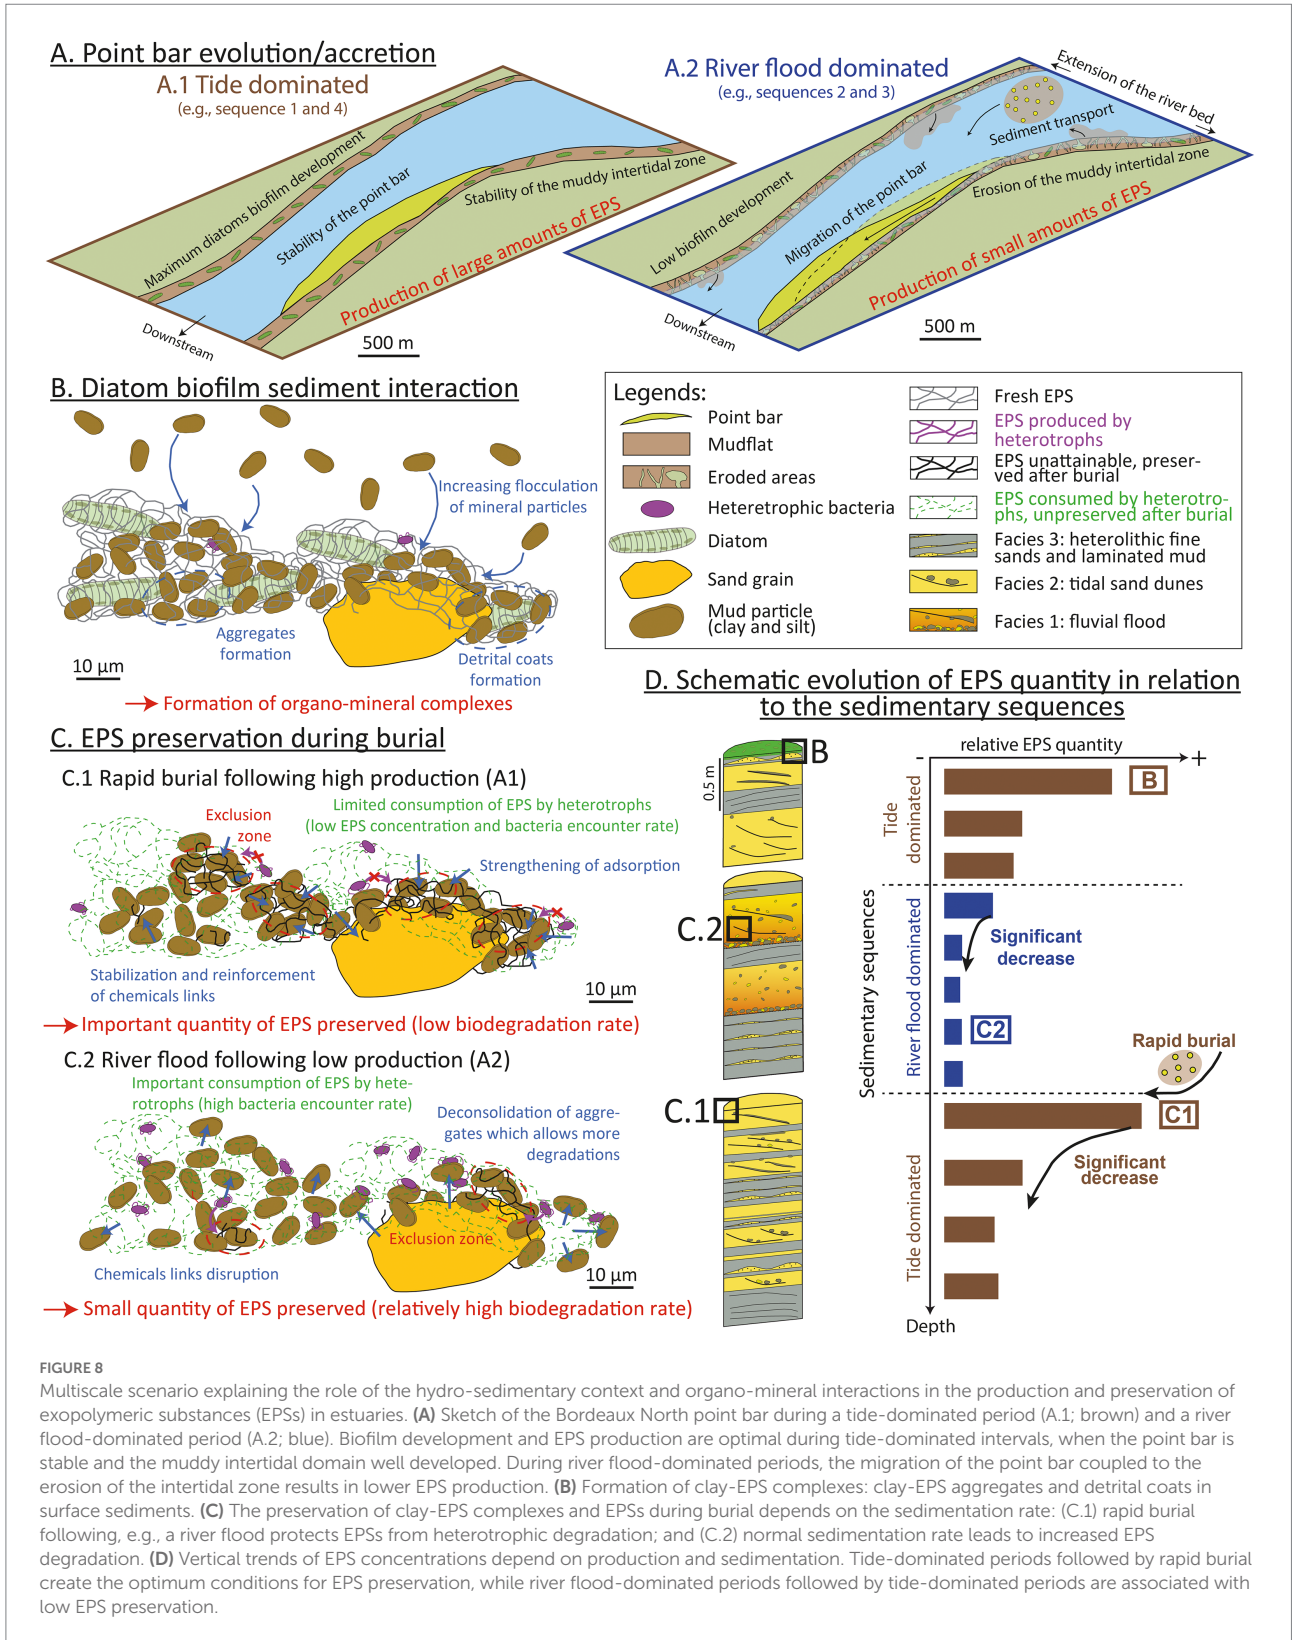 A. Point bar evolution/accretion
A.1 Tide dominated
(e.g., sequence 1 and 4)
Maximum diatoms biofilm development
Stability of the point bar
Stability of the muddy intertidal zone
Production of large amounts of EPS
Downstream
500 m
A.2 River flood dominated
(e.g., sequences 2 and 3)
Extension of the river bed
Sediment transport
Low biofilm development
Migration of the point bar
Erosion of the muddy intertidal zone
Production of small amounts of EPS
Downstream
500 m
B. Diatom biofilm sediment interaction
Increasing flocculation
of mineral particles
Aggregates
formation
Detrital coats
formation
10 µm
Formation of organo-mineral complexes
Legends:
Point bar
Mudflat
Eroded areas
Heteretrophic bacteria
Diatom
Sand grain
Mud particle
(clay and silt)
Fresh EPS
EPS produced by
heterotrophs
EPS unattainable, preser-
ved after burial
EPS consumed by heterotro-
phs, unpreserved after burial
Facies 3: heterolithic fine
sands and laminated mud
Facies 2: tidal sand dunes
Facies 1: fluvial flood
C. EPS preservation during burial
C.1 Rapid burial following high production (A1)
Exclusion
zone
Limited consumption of EPS by heterotrophs
(low EPS concentration and bacteria encounter rate)
Strengthening of adsorption
Stabilization and reinforcement
of chemicals links
10 µm
Important quantity of EPS preserved (low biodegradation rate)
C.2 River flood following low production (A2)
Important consumption of EPS by hete-
rotrophs (high bacteria encounter rate)
Deconsolidation of aggre-
gates which allows more
degradations
Exclusion zone
Chemicals links disruption
10 µm
Small quantity of EPS preserved (relatively high biodegradation rate)
D. Schematic evolution of EPS quantity in relation
to the sedimentary sequences
B
0.5 m
C.2
C.1
relative EPS quantity
-
+
Sedimentary sequences
Tide
dominated
River flood dominated
Tide dominated
B
Significant
decrease
C2
Rapid burial
C1
Significant
decrease
Depth
FIGURE 8
Multiscale scenario explaining the role of the hydro-sedimentary context and organo-mineral interactions in the production and preservation of
exopolymeric substances (EPSs) in estuaries. (A) Sketch of the Bordeaux North point bar during a tide-dominated period (A.1; brown) and a river
flood-dominated period (A.2; blue). Biofilm development and EPS production are optimal during tide-dominated intervals, when the point bar is
stable and the muddy intertidal domain well developed. During river flood-dominated periods, the migration of the point bar coupled to the
erosion of the intertidal zone results in lower EPS production. (B) Formation of clay-EPS complexes: clay-EPS aggregates and detrital coats in
surface sediments. (C) The preservation of clay-EPS complexes and EPSs during burial depends on the sedimentation rate: (C.1) rapid burial
following, e.g., a river flood protects EPSs from heterotrophic degradation; and (C.2) normal sedimentation rate leads to increased EPS
degradation. (D) Vertical trends of EPS concentrations depend on production and sedimentation. Tide-dominated periods followed by rapid burial
create the optimum conditions for EPS preservation, while river flood-dominated periods followed by tide-dominated periods are associated with
low EPS preservation.